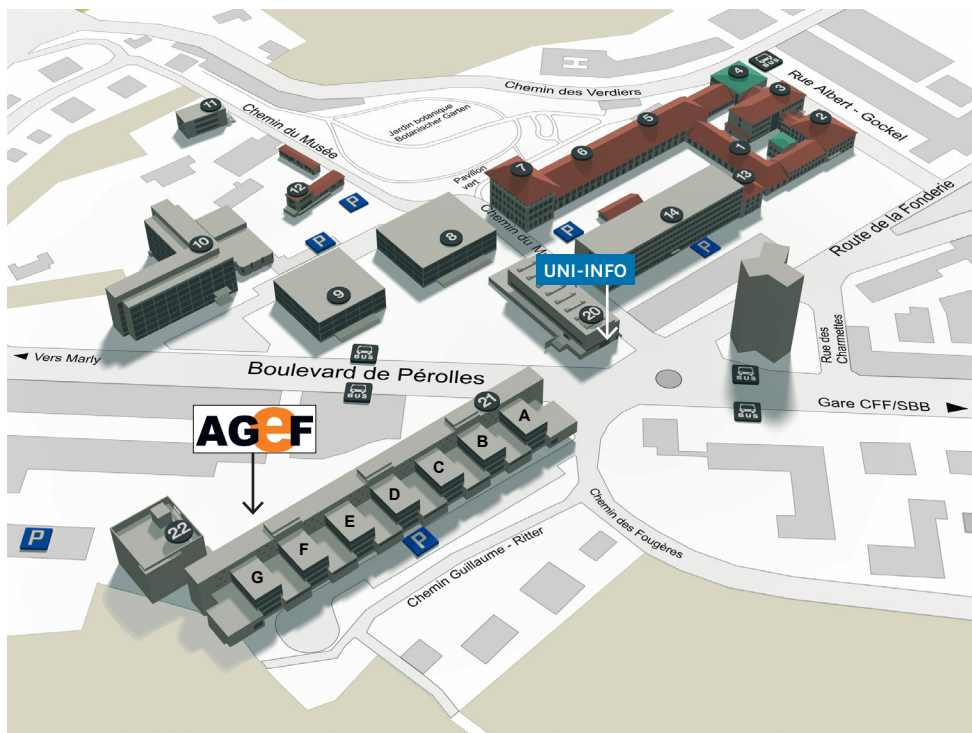 4
BUS
Rue Albert - Gockel
Chemin des Verdiers
3
11
Chemin du Musée
Jardin botanique
Botanischer Garten
5
2
6
1
7
13
Pavillon
vert
12
P
14
Route de la Fonderie
Chemin du M
8
P
P
P
10
UNI-INFO
9
20
Rue des
Charmettes
Vers Marly
BUS
Boulevard de Pérolles
BUS
BUS
BUS
Gare CFF/SBB
21
A
AGeF
B
C
D
E
22
P
F
P
G
Chemin des Fougères
Chemin Guillaume - Ritter